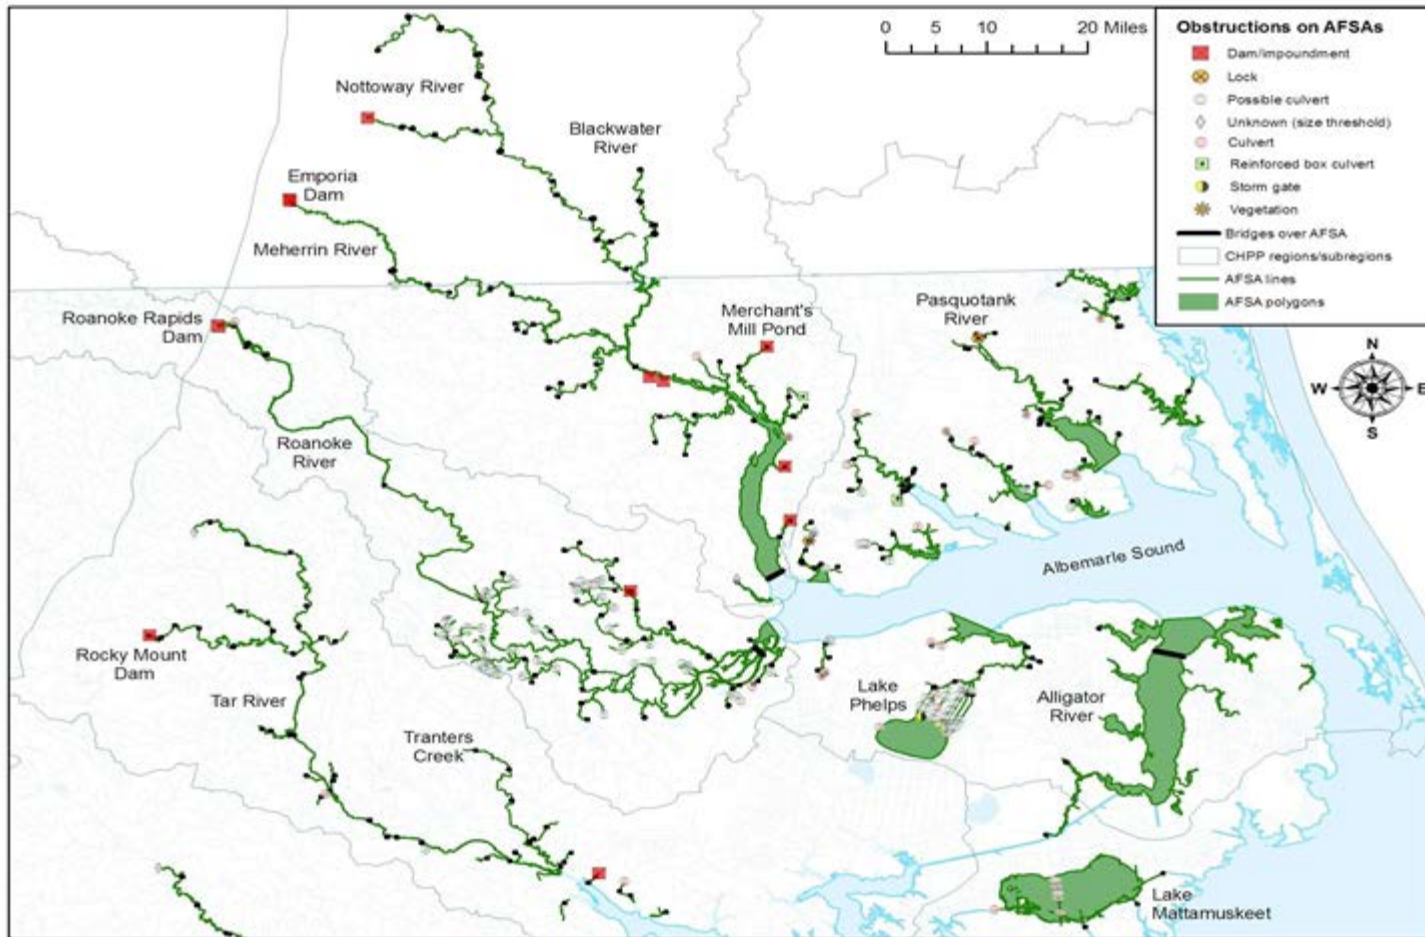 0 5 10 20 Miles
Obstructions on AFSAs
Dam/impoundment
Lock
Possible culvert
Unknown (size threshold)
Culvert
Reinforced box culvert
Storm gate
Vegetation
Bridges over AFSA
CHPP regions/subregions
AFSA lines
AFSA polygons
N
W E
S
Nottoway River
Blackwater
River
Emporia
Dam
Meherrin River
Roanoke Rapids
Dam
Merchant's
Mill Pond
Pasquotank
River
Roanoke
River
Albemarle Sound
Rocky Mount
Dam
Tar River
Tranters
Creek
Lake
Phelps
Alligator
River
Lake
Mattamuskeet